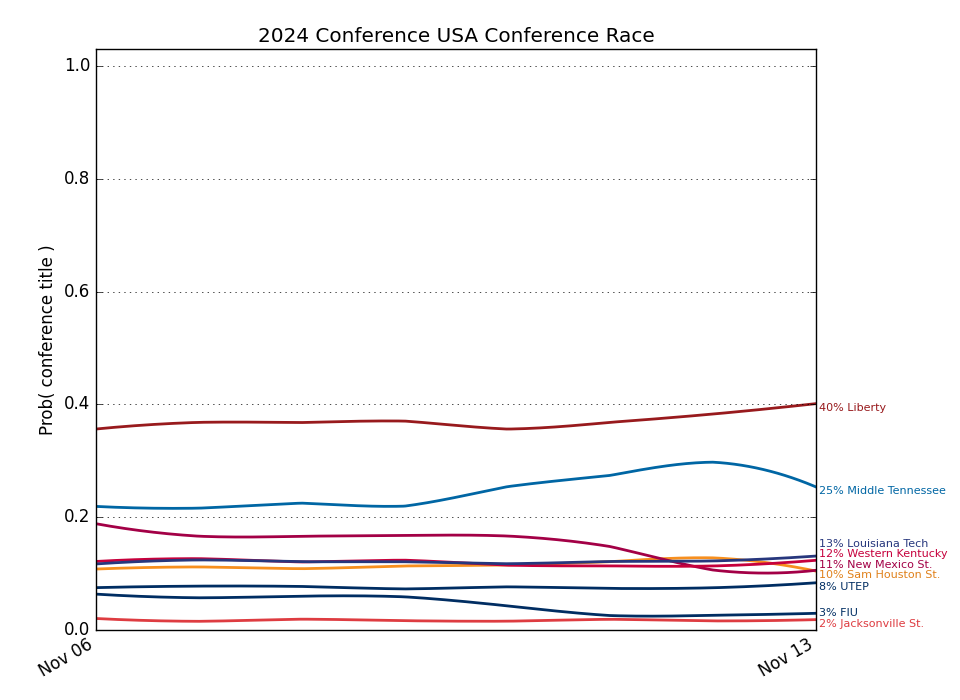 2024 Conference USA Conference Race
1.0
0.8
0.6
0.4
0.2
0.0
Prob( conference title )
40% Liberty
25% Middle Tennessee
13% Louisiana Tech
12% Western Kentucky
11% New Mexico St.
10% Sam Houston St.
8% UTEP
3% FIU
2% Jacksonville St.
Nov 06
Nov 13